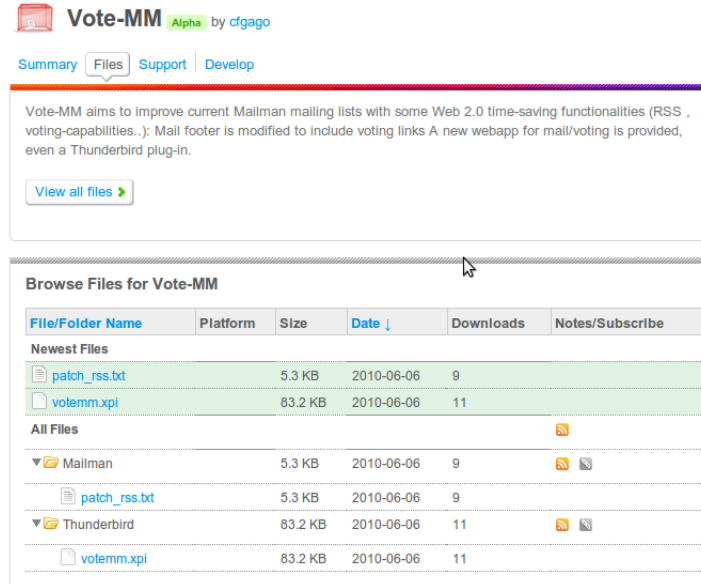 Vote-MM Alpha by cfgago
Summary Files Support Develop
Vote-MM aims to improve current Mailman mailing lists with some Web 2.0 time-saving functionalities (RSS ,
voting-capabilities..): Mail footer is modified to include voting links A new webapp for mail/voting is provided,
even a Thunderbird plug-in.
View all files
Browse Files for Vote-MM
File/Folder Name Platform Size Date ↓ Downloads Notes/Subscribe
Newest Files
patch_rss.txt 5.3 KB 2010-06-06 9
votemm.xpi 83.2 KB 2010-06-06 11
All Files
Mailman 5.3 KB 2010-06-06 9
patch_rss.txt 5.3 KB 2010-06-06 9
Thunderbird 83.2 KB 2010-06-06 11
votemm.xpi 83.2 KB 2010-06-06 11